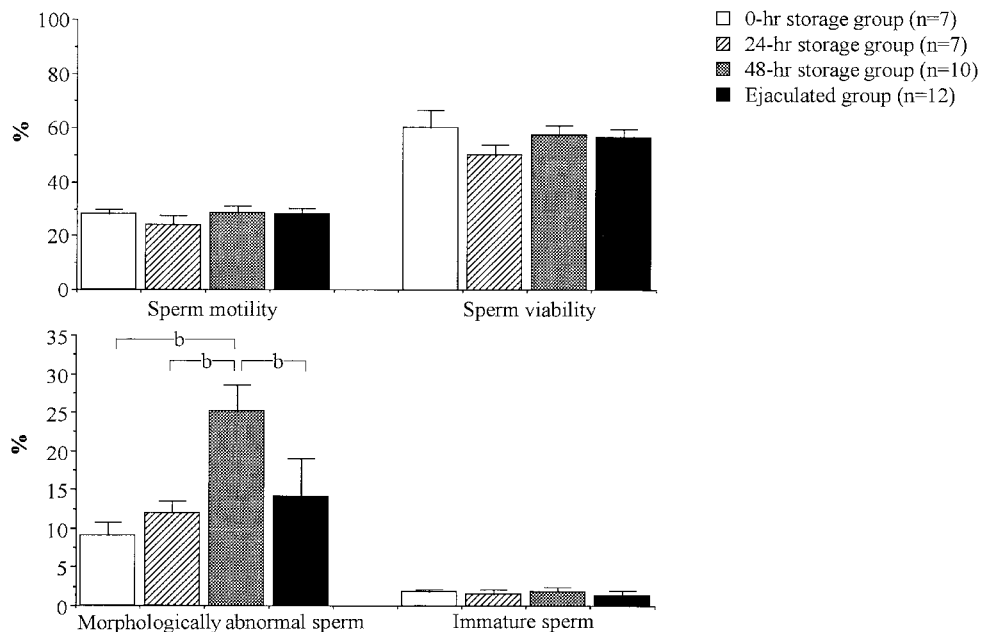 100
80
60
40
20
0
%
Sperm motility
Sperm viability
0-hr storage group (n=7)
24-hr storage group (n=7)
48-hr storage group (n=10)
Ejaculated group (n=12)
35
30
25
20
15
10
5
0
%
b
b
b
Morphologically abnormal sperm
Immature sperm